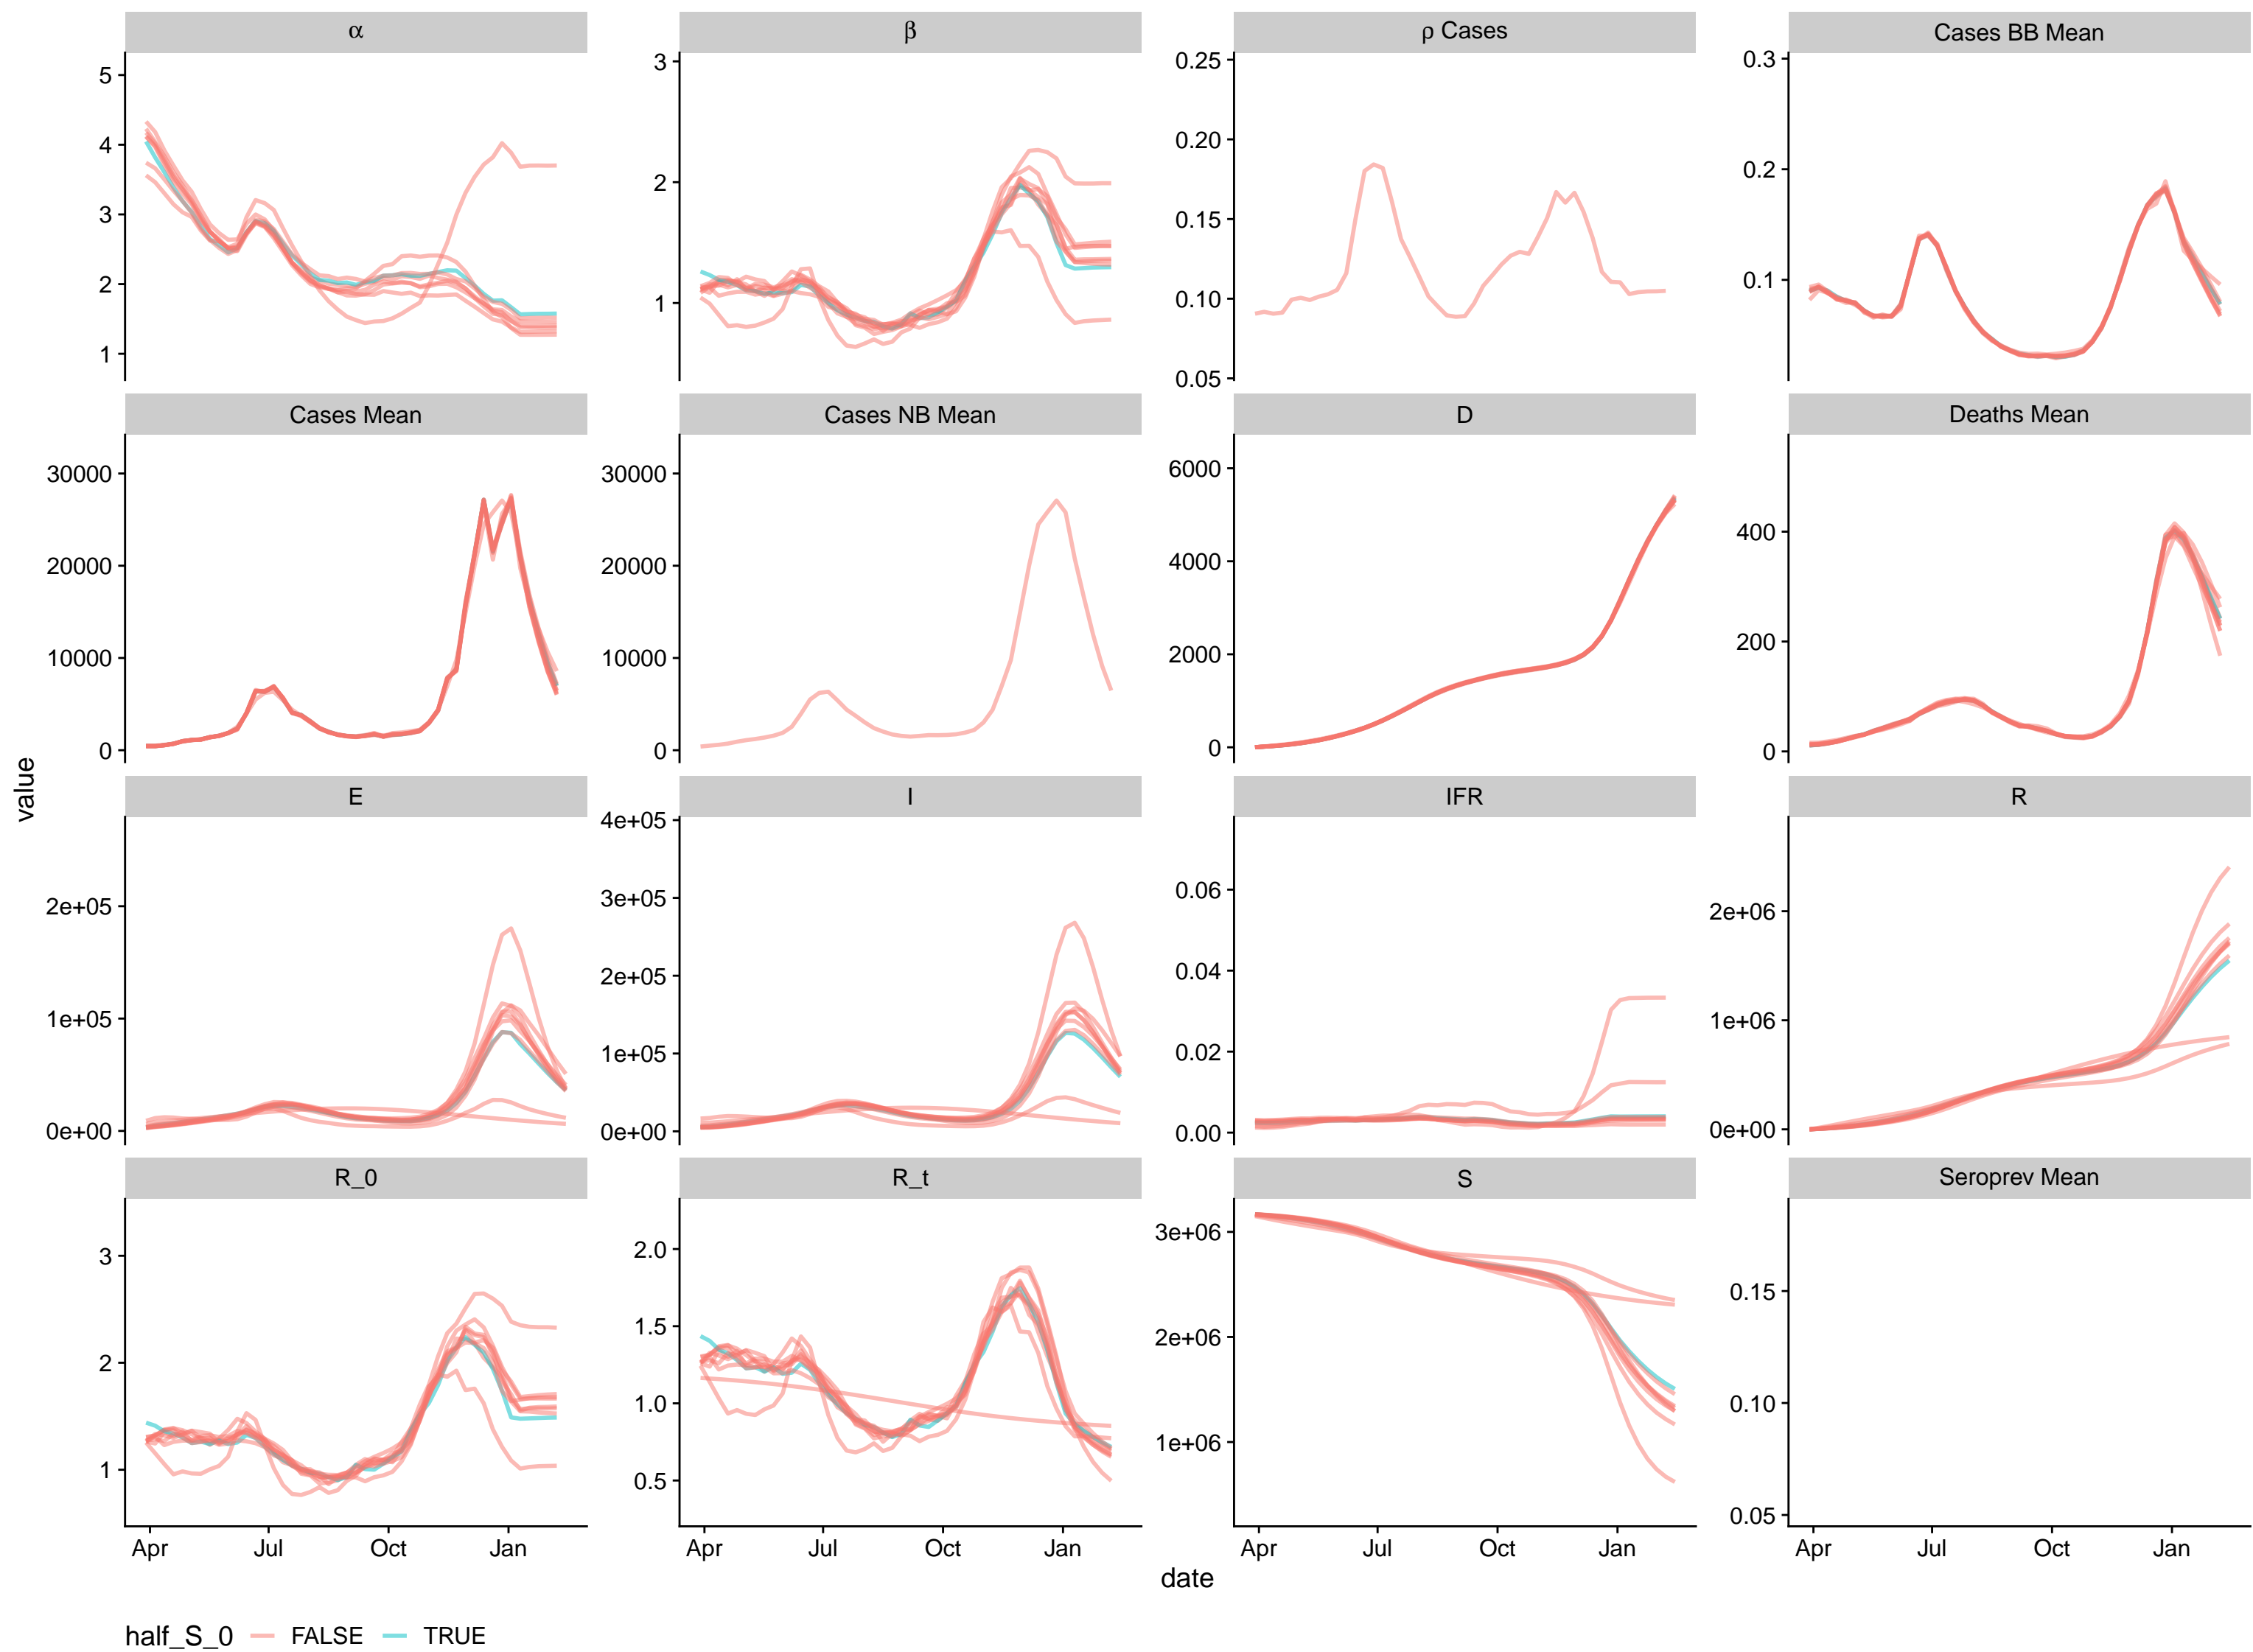 α
β
ρ Cases
Cases BB Mean
5
4
3
2
1
3
2
1
0.25
0.20
0.15
0.10
0.05
0.3
0.2
0.1
Cases Mean
Cases NB Mean
D
Deaths Mean
30000
20000
10000
0
30000
20000
10000
0
6000
4000
2000
0
400
200
0
value
E
I
IFR
R
2e+05
1e+05
0e+00
4e+05
3e+05
2e+05
1e+05
0e+00
0.06
0.04
0.02
0.00
2e+06
1e+06
0e+00
R_0
R_t
S
Seroprev Mean
3
2
1
2.0
1.5
1.0
0.5
3e+06
2e+06
1e+06
0.15
0.10
0.05
Apr Jul Oct Jan
Apr Jul Oct Jan
Apr Jul Oct Jan
Apr Jul Oct Jan
date
half_S_0 FALSE TRUE